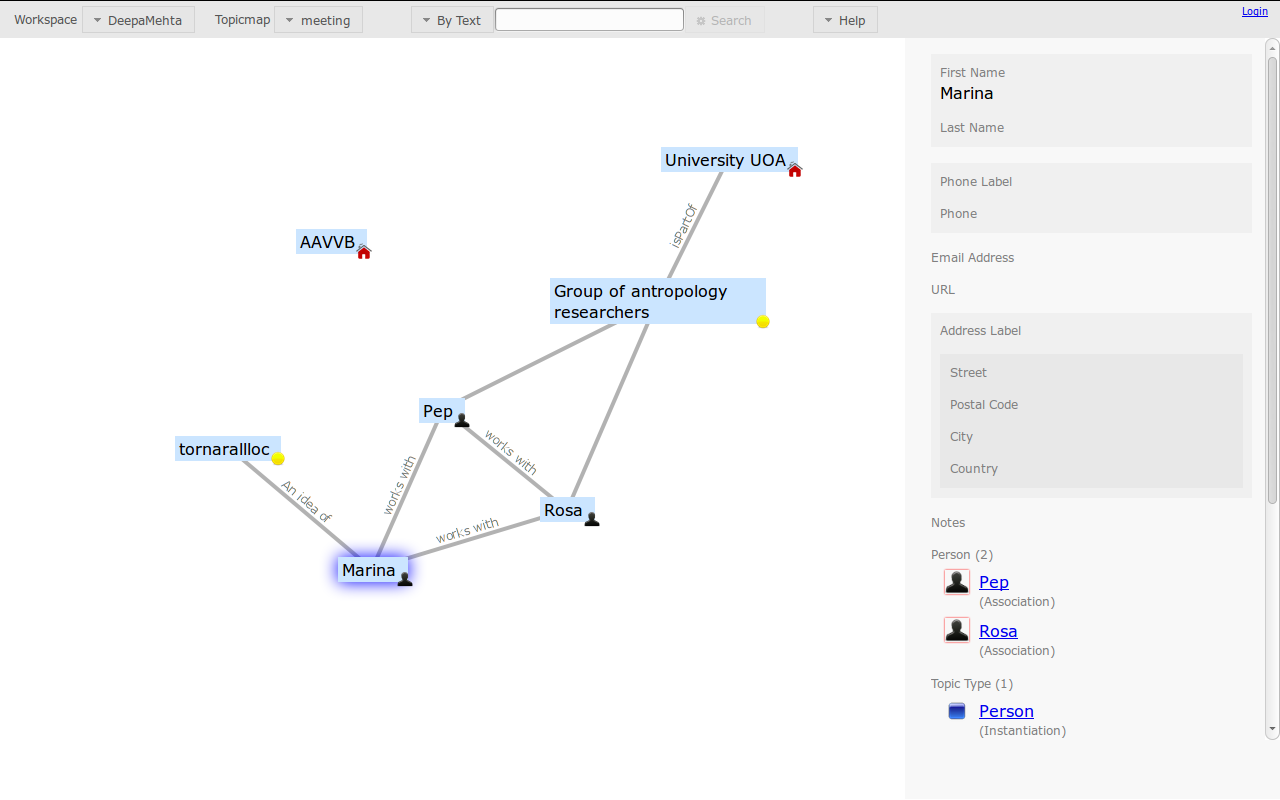 Workspace DeepaMehta Topicmap meeting By Text Search Help Login
University UOA
isPartOf
AAVVB
Group of antropology
researchers
Pep
works with
tornarallloc
works with
An idea of
Rosa
works with
Marina
First Name
Marina
Last Name
Phone Label
Phone
Email Address
URL
Address Label
Street
Postal Code
City
Country
Notes
Person (2)
Pep
(Association)
Rosa
(Association)
Topic Type (1)
Person
(Instantiation)